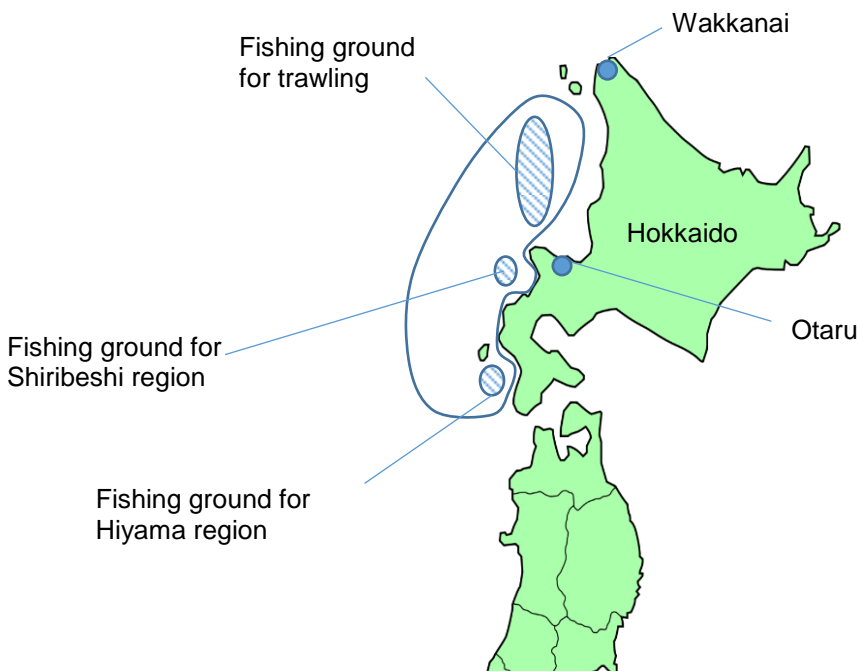 Wakkanai
Fishing ground
for trawling
Hokkaido
Otaru
Fishing ground for
Shiribeshi region
Fishing ground for
Hiyama region